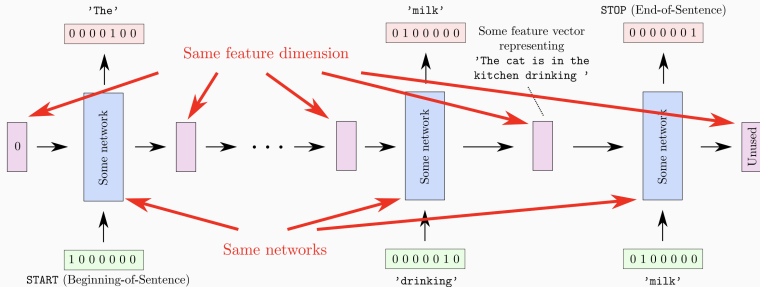 'The'
0 0 0 0 1 0 0
'milk'
0 1 0 0 0 0 0
STOP (End-of-Sentence)
0 0 0 0 0 0 1
Same feature dimension
Some feature vector
representing
'The cat is in the
kitchen drinking '
0
Some network
· · ·
Some network
Some network
Unused
Same networks
1 0 0 0 0 0 0
START (Beginning-of-Sentence)
0 0 0 0 0 1 0
'drinking'
0 1 0 0 0 0 0
'milk'